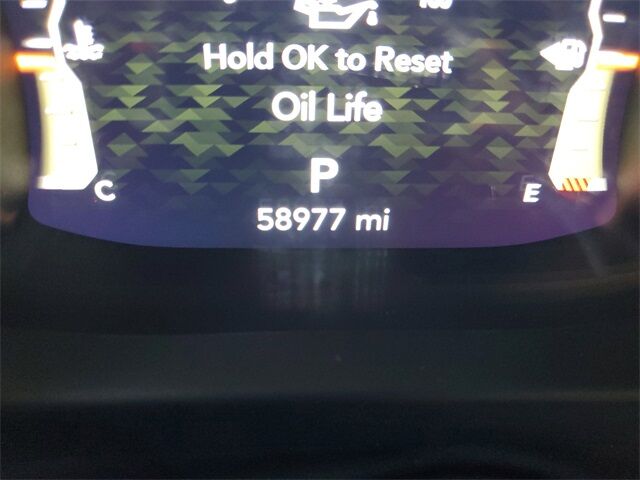 Hold OK to Reset
Oil Life
P
C
E
58977 mi